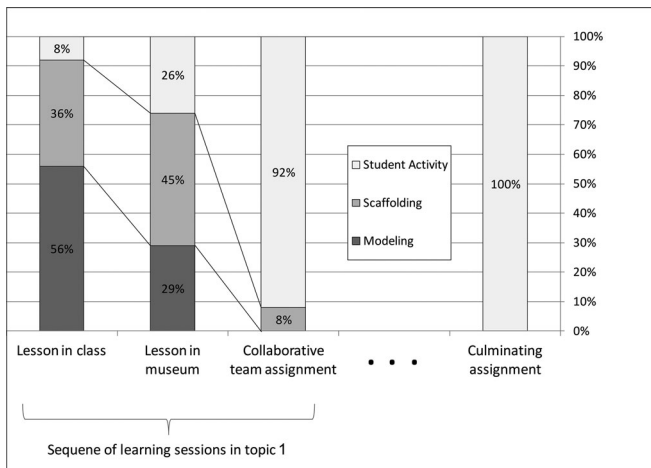 100%
90%
80%
70%
60%
50%
40%
30%
20%
10%
0%
8%
36%
56%
26%
45%
29%
92%
8%
100%
Student Activity
Scaffolding
Modeling
Lesson in class
Lesson in
museum
Collaborative
team assignment
• • •
Culminating
assignment
Sequene of learning sessions in topic 1